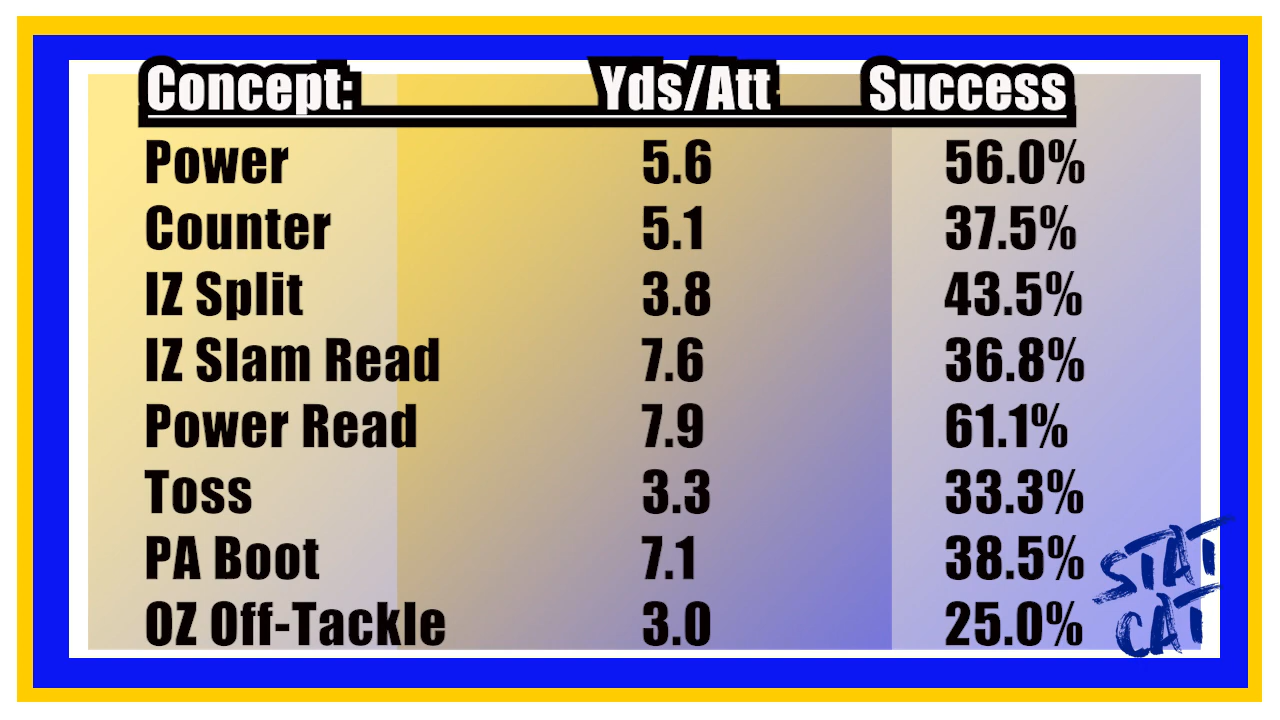 Concept: Yds/Att Success
Power 5.6 56.0%
Counter 5.1 37.5%
IZ Split 3.8 43.5%
IZ Slam Read 7.6 36.8%
Power Read 7.9 61.1%
Toss 3.3 33.3%
PA Boot 7.1 38.5%
OZ Off-Tackle 3.0 25.0%
STAT
CAT